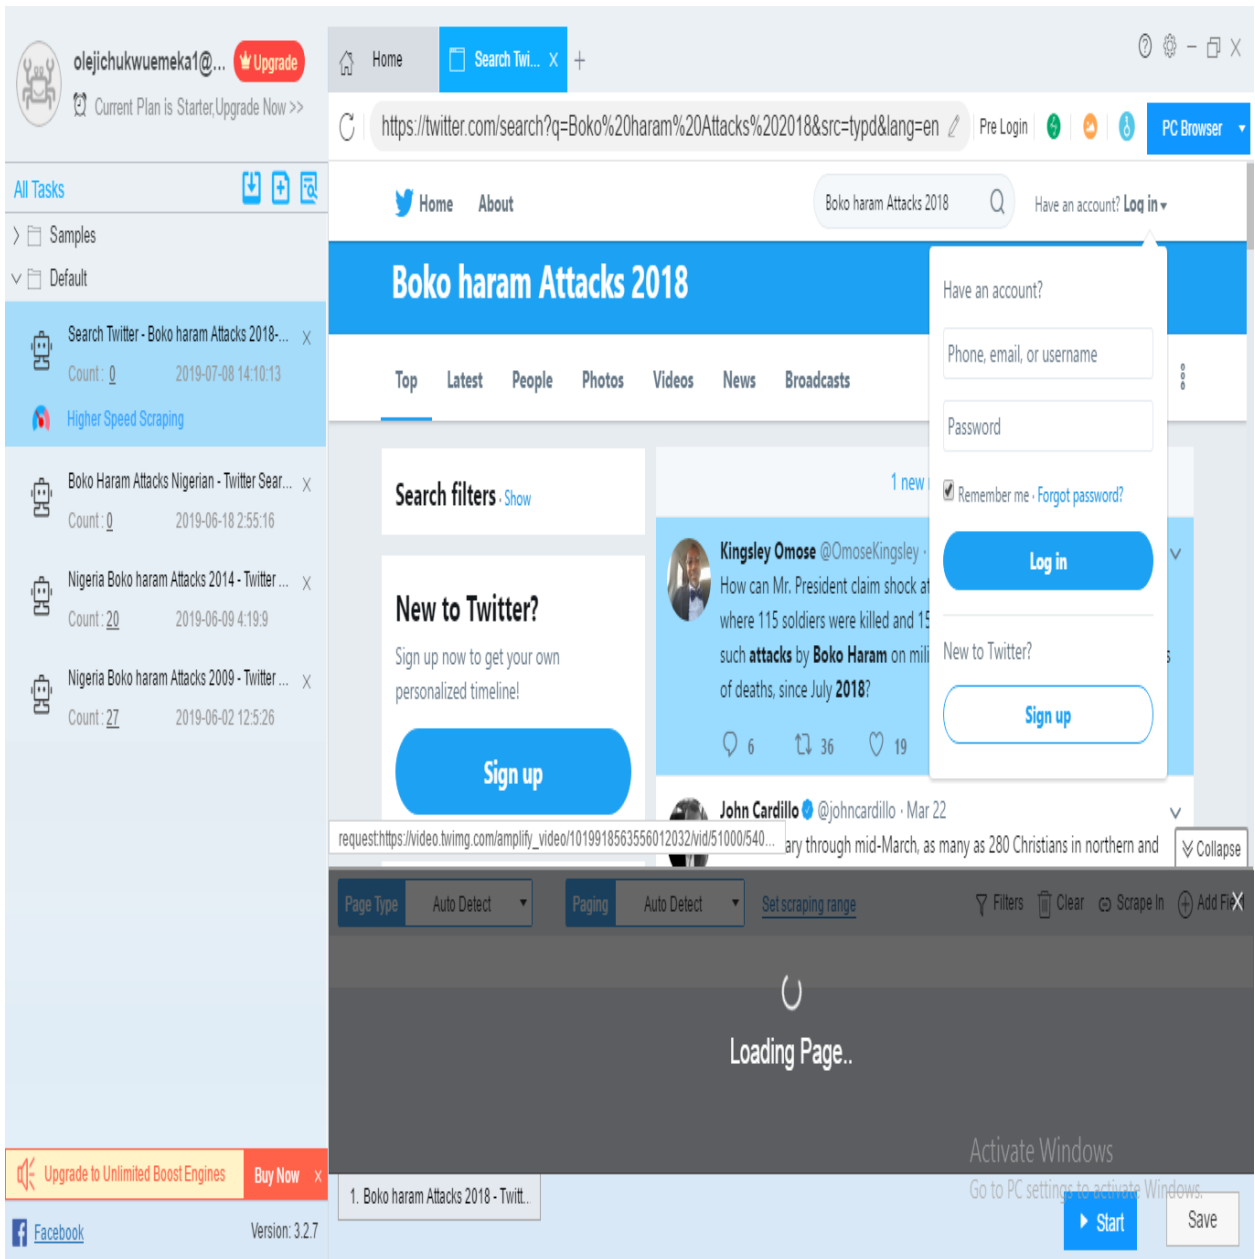 olejichukwuemeka1@... Upgrade
Current Plan is Starter,Upgrade Now >>
All Tasks
Samples
Default
Search Twitter - Boko haram Attacks 2018-...
Count : 0 2019-07-08 14:10:13
Higher Speed Scraping
Boko Haram Attacks Nigerian - Twitter Sear...
Count : 0 2019-06-18 2:55:16
Nigeria Boko haram Attacks 2014 - Twitter ...
Count : 20 2019-06-09 4:19:9
Nigeria Boko haram Attacks 2009 - Twitter ...
Count : 27 2019-06-02 12:5:26
Upgrade to Unlimited Boost Engines Buy Now
Facebook Version: 3.2.7
Home Search Twi...
https://twitter.com/search?q=Boko%20haram%20Attacks%202018&src=typd&lang=en Pre Login PC Browser
Home About Boko haram Attacks 2018 Have an account? Log in
Boko haram Attacks 2018
Top Latest People Photos Videos News Broadcasts
Search filters · Show
New to Twitter?
Sign up now to get your own
personalized timeline!
Sign up
1 new
Kingsley Omose @OmoseKingsley ·
How can Mr. President claim shock at
where 115 soldiers were killed and 15
such attacks by Boko Haram on mili
of deaths, since July 2018?
6 36 19
John Cardillo @johncardillo · Mar 22
ary through mid-March, as many as 280 Christians in northern and
Have an account?
Phone, email, or username
Password
Remember me · Forgot password?
Log in
New to Twitter?
Sign up
request:https://video.twimg.com/amplify_video/1019918563556012032/vid/51000/540...
Collapse
Page Type Auto Detect Paging Auto Detect Set scraping range Filters Clear Scrape In Add Fiel
Loading Page..
Activate Windows
Go to PC settings to activate Windows.
1. Boko haram Attacks 2018 - Twitt..
Start Save